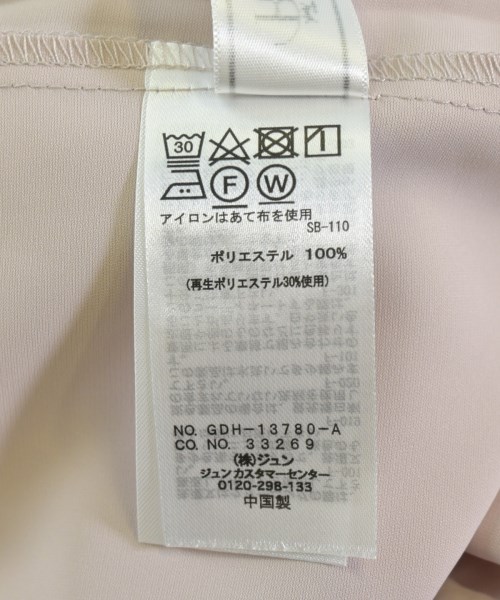 30
F W
アイロンはあて布を使用
SB-110
ポリエステル 100%
(再生ポリエステル30%使用)
NO. GDH-13780-A
CO. NO. 33269
(株)ジュン
ジュン カスタマーセンター
0120-298-133
中国製